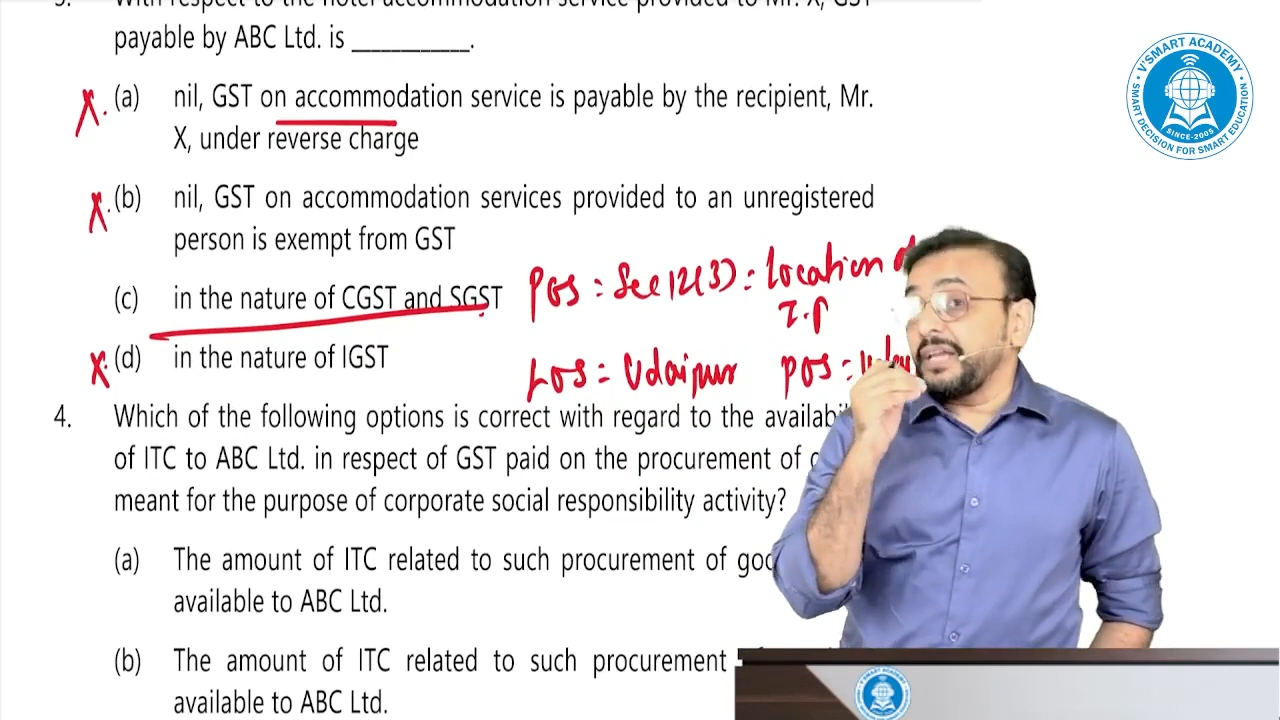 payable by ABC Ltd. is ____________.
(a) nil, GST on accommodation service is payable by the recipient, Mr.
X, under reverse charge
(b) nil, GST on accommodation services provided to an unregistered
person is exempt from GST
(c) in the nature of CGST and SGST
POS = Sec 12(3) = Location
I.P
(d) in the nature of IGST
LOS = Udaipur POS =
4. Which of the following options is correct with regard to the
of ITC to ABC Ltd. in respect of GST paid on the procurement of
meant for the purpose of corporate social responsibility activity?
(a) The amount of ITC related to such procurement of
available to ABC Ltd.
(b) The amount of ITC related to such procurement
available to ABC Ltd.
V'SMART ACADEMY
SMART DECISION FOR SMART EDUCATION
SINCE-2005
V'SMART ACADEMY